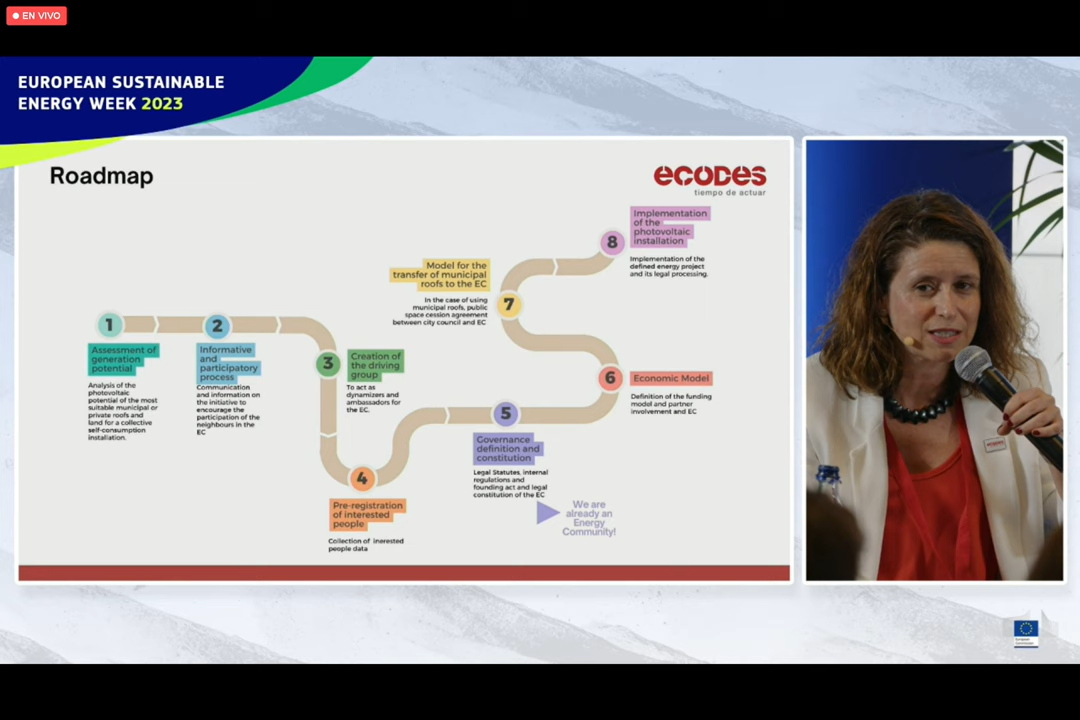 EN VIVO
EUROPEAN SUSTAINABLE
ENERGY WEEK 2023
Roadmap
ecodes
tiempo de actuar
1
Assessment of
generation
potential
Analysis of the
photovoltaic
potential of the most
suitable municipal or
private roofs and
land for a collective
self-consumption
installation.
2
Informative
and
participatory
process
Communication
and information on
the initiative to
encourage the
participation of the
neighbours in the
EC
3
Creation of
the driving
group
To act as
dynamizers and
ambassadors for
the EC.
4
Pre-registration
of interested
people
Collection of inerested
people data
5
Governance
definition and
constitution
Legal Statutes, internal
regulations and
founding act and legal
constitution of the EC
We are
already an
Energy
Community!
6
Economic Model
Definition of the funding
model and partner
involvement and EC
7
Model for the
transfer of municipal
roofs to the EC
In the case of using
municipal roofs, public
space cession agreement
between city council and EC
8
Implementation
of the
photovoltaic
installation
Implementation of the
defined energy project
and its legal processing.
ecodes